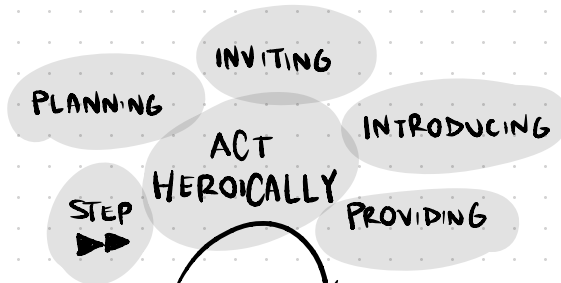 INVITING
PLANNING
INTRODUCING
ACT
HEROICALLY
STEP
PROVIDING